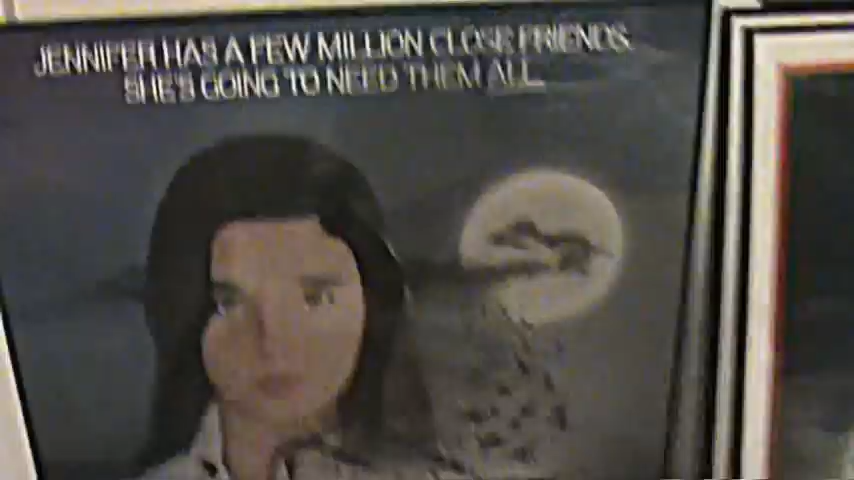 JENNIFER HAS A FEW MILLION CLOSE FRIENDS.
SHE'S GOING TO NEED THEM ALL.